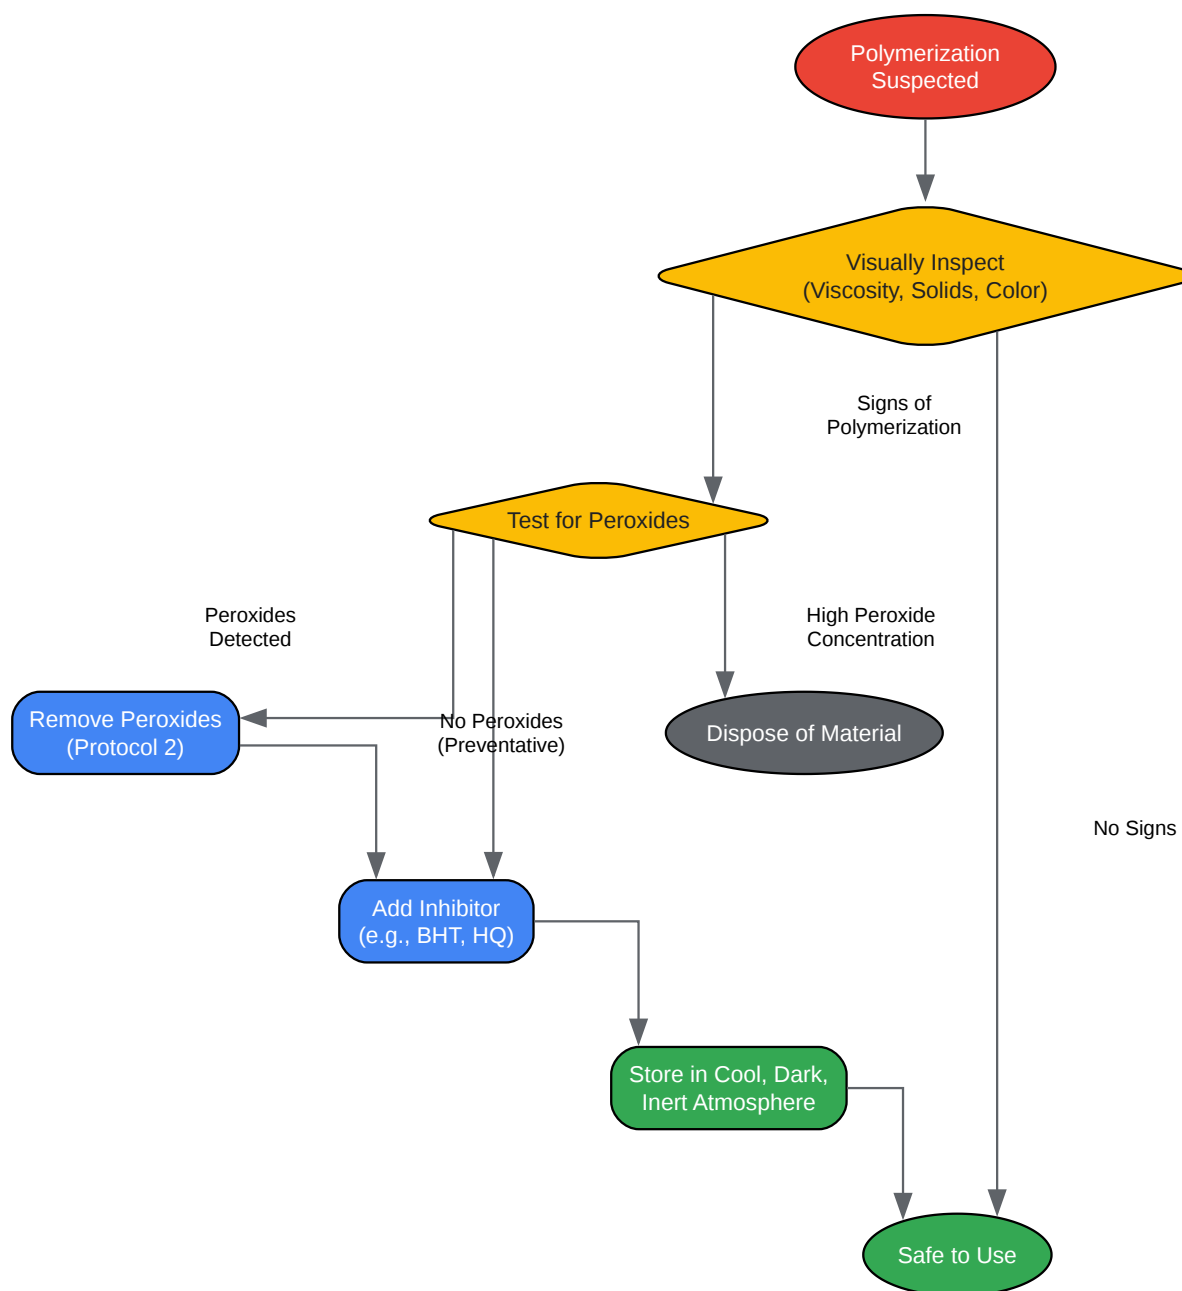 Polymerization
Suspected
Visually Inspect
(Viscosity, Solids, Color)
Signs of
Polymerization
Test for Peroxides
Peroxides
Detected
High Peroxide
Concentration
Remove Peroxides
(Protocol 2)
No Peroxides
(Preventative)
Dispose of Material
No Signs
Add Inhibitor
(e.g., BHT, HQ)
Store in Cool, Dark,
Inert Atmosphere
Safe to Use